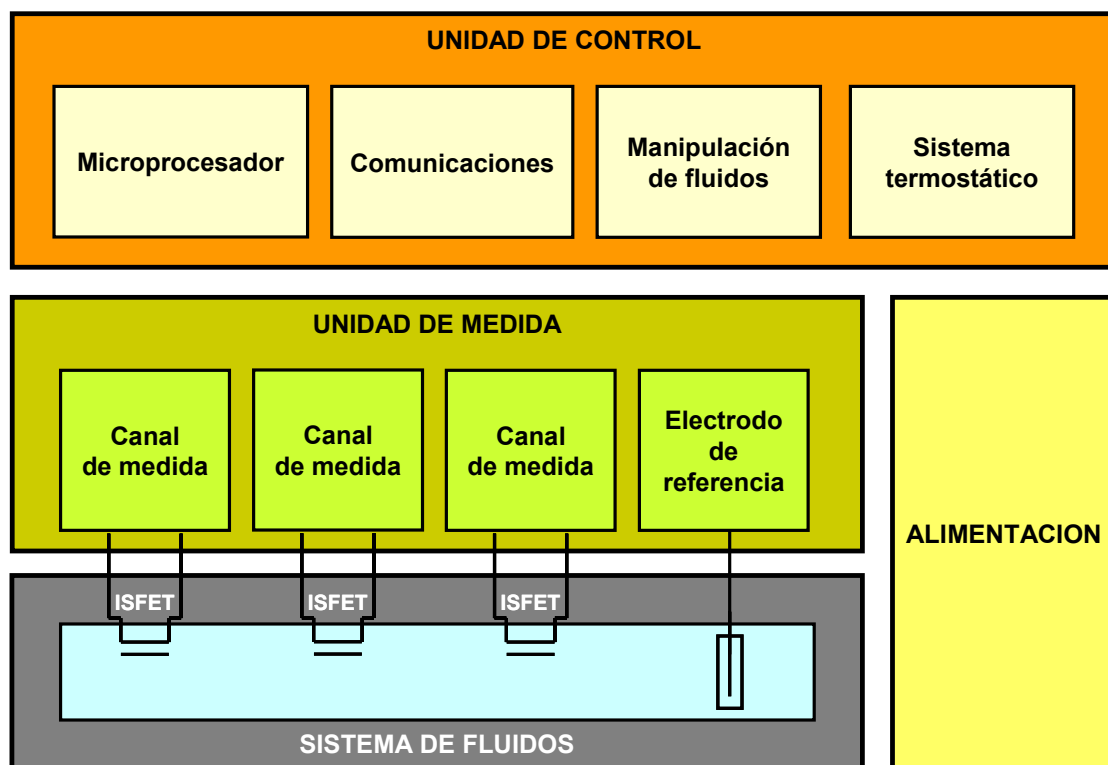 UNIDAD DE CONTROL
Microprocesador
Comunicaciones
Manipulación
de fluidos
Sistema
termostático
UNIDAD DE MEDIDA
Canal
de medida
Canal
de medida
Canal
de medida
Electrodo
de
referencia
ALIMENTACION
ISFET
ISFET
ISFET
SISTEMA DE FLUIDOS